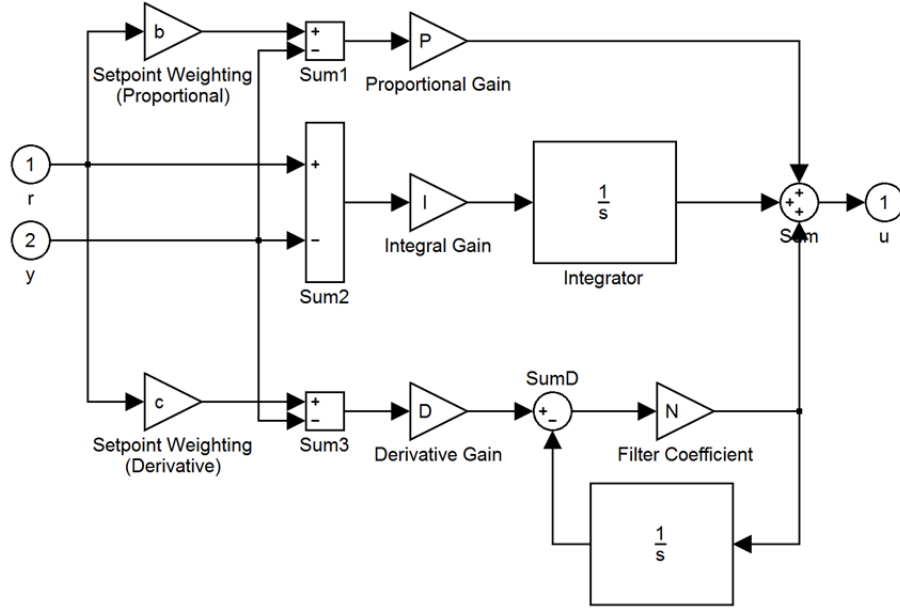 b
+
−
Sum1
P
Proportional Gain
Setpoint Weighting
(Proportional)
1
r
2
y
+
−
Sum2
I
Integral Gain
1
s
Integrator
+
+
+
Sum
1
u
c
Setpoint Weighting
(Derivative)
+
−
Sum3
D
Derivative Gain
SumD
+
−
N
Filter Coefficient
1
s